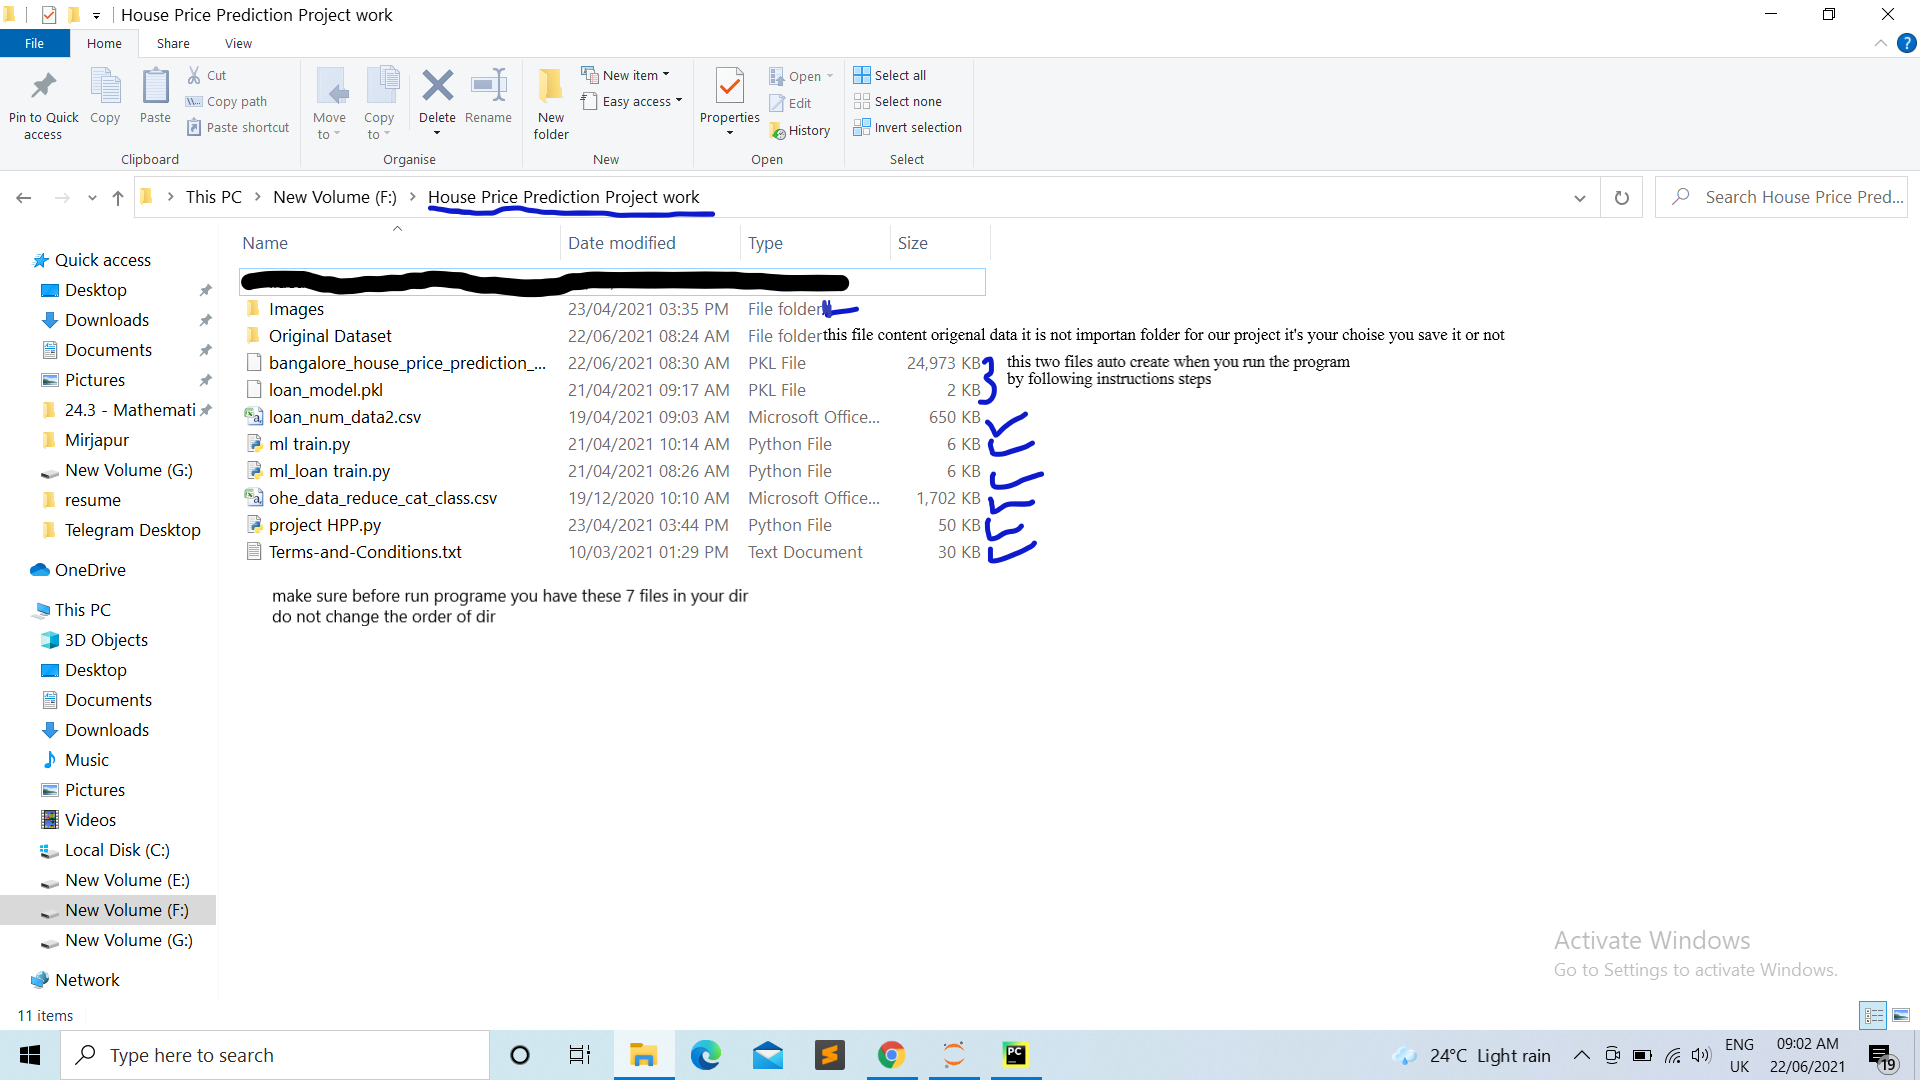 House Price Prediction Project work
File
Home
Share
View
Pin to Quick access
Copy
Paste
Cut
Copy path
Paste shortcut
Clipboard
Move to
Copy to
Delete
Rename
Organise
New folder
New item
Easy access
New
Properties
Open
Edit
History
Open
Select all
Select none
Invert selection
Select
This PC
New Volume (F:)
House Price Prediction Project work
Search House Price Pred...
Quick access
Desktop
Downloads
Documents
Pictures
24.3 - Mathemati
Mirjapur
New Volume (G:)
resume
Telegram Desktop
OneDrive
This PC
3D Objects
Desktop
Documents
Downloads
Music
Pictures
Videos
Local Disk (C:)
New Volume (E:)
New Volume (F:)
New Volume (G:)
Network
Name Date modified Type Size
Images 23/04/2021 03:35 PM File folder
Original Dataset 22/06/2021 08:24 AM File folder this file content origenal data it is not importan folder for our project it's your choise you save it or not
bangalore_house_price_prediction_... 22/06/2021 08:30 AM PKL File 24,973 KB this two files auto create when you run the program
by following instructions steps
loan_model.pkl 21/04/2021 09:17 AM PKL File 2 KB
loan_num_data2.csv 19/04/2021 09:03 AM Microsoft Office... 650 KB
ml train.py 21/04/2021 10:14 AM Python File 6 KB
ml_loan train.py 21/04/2021 08:26 AM Python File 6 KB
ohe_data_reduce_cat_class.csv 19/12/2020 10:10 AM Microsoft Office... 1,702 KB
project HPP.py 23/04/2021 03:44 PM Python File 50 KB
Terms-and-Conditions.txt 10/03/2021 01:29 PM Text Document 30 KB
make sure before run programe you have these 7 files in your dir
do not change the order of dir
Activate Windows
Go to Settings to activate Windows.
11 items
Type here to search
PC
24°C Light rain
ENG
UK
09:02 AM
22/06/2021
19